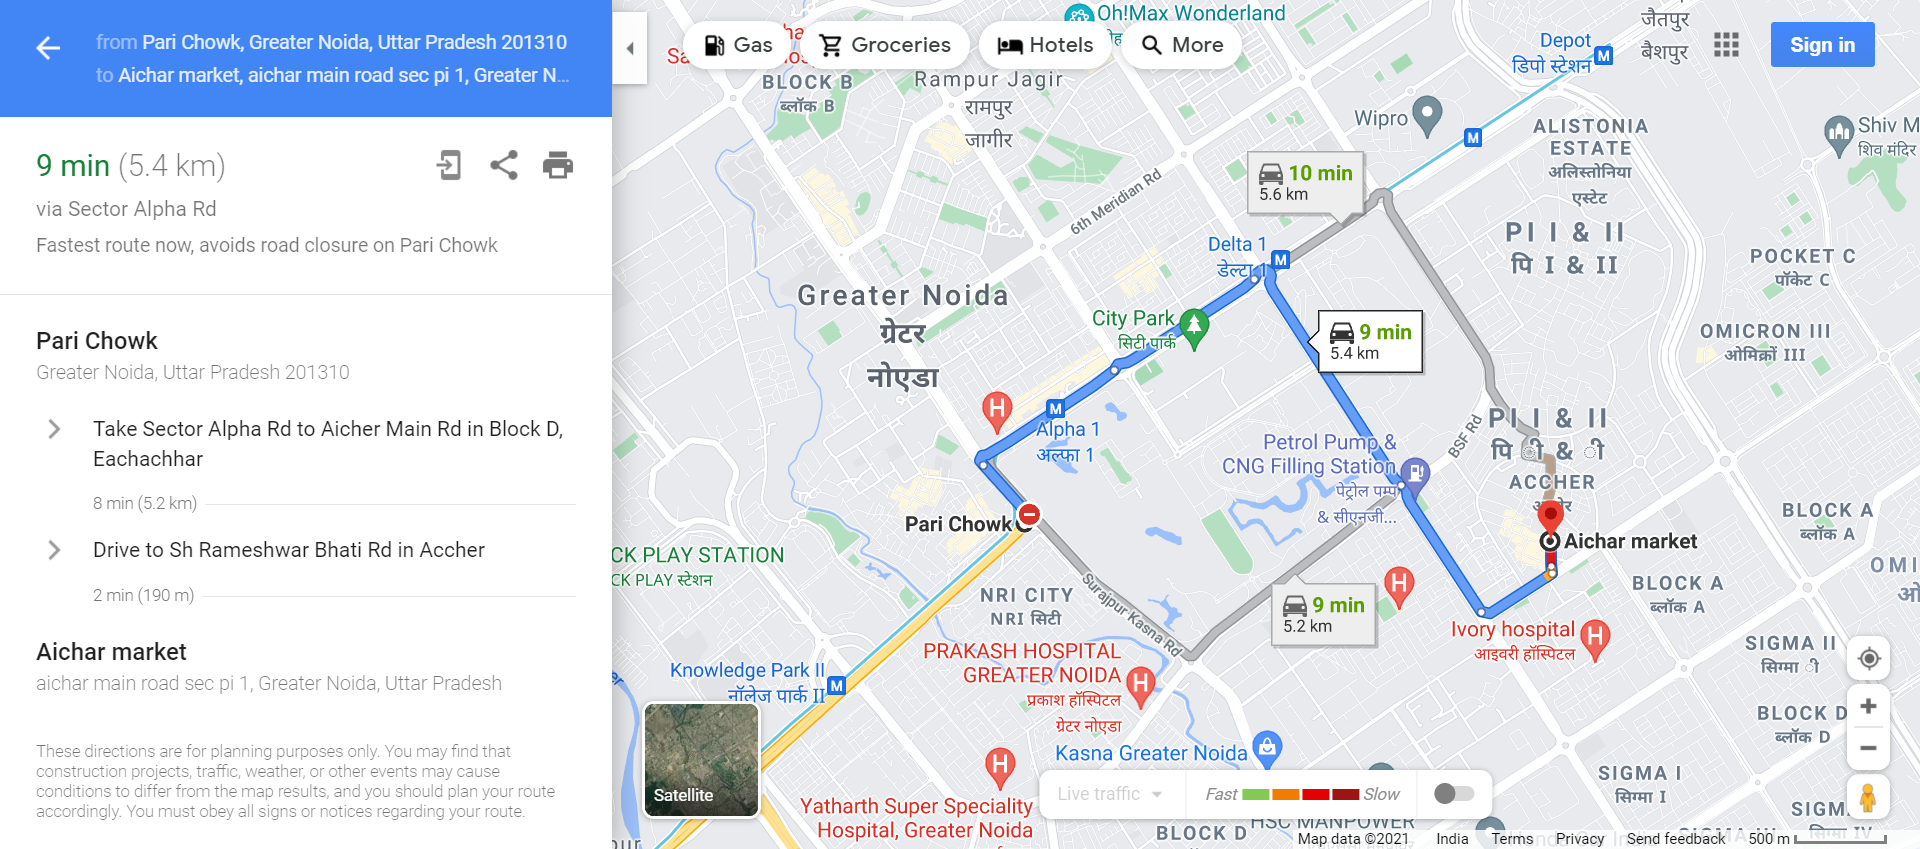 from Pari Chowk, Greater Noida, Uttar Pradesh 201310
to Aichar market, aichar main road sec pi 1, Greater N...
9 min (5.4 km)
via Sector Alpha Rd
Fastest route now, avoids road closure on Pari Chowk
Pari Chowk
Greater Noida, Uttar Pradesh 201310
Take Sector Alpha Rd to Aicher Main Rd in Block D,
Eachachhar
8 min (5.2 km)
Drive to Sh Rameshwar Bhati Rd in Accher
2 min (190 m)
Aichar market
aichar main road sec pi 1, Greater Noida, Uttar Pradesh
These directions are for planning purposes only. You may find that
construction projects, traffic, weather, or other events may cause
conditions to differ from the map results, and you should plan your route
accordingly. You must obey all signs or notices regarding your route.
Oh!Max Wonderland
Gas
Groceries
Hotels
More
Sign in
BLOCK B
ब्लॉक B
Rampur Jagir
रामपुर
जागीर
Depot
डिपो स्टेशन
M
जैतपुर
बैशपुर
Wipro
M
ALISTONIA
ESTATE
अलिस्तोनिया
एस्टेट
Shiv M
शिव मंदिर
10 min
5.6 km
6th Meridian Rd
PI I & II
पि I & II
Delta 1
डेल्टा 1
M
POCKET C
पॉकेट C
Greater Noida
ग्रेटर
नोएडा
City Park
सिटी पार्क
9 min
5.4 km
OMICRON III
ओमिक्रों III
H
M
Alpha 1
अल्फा 1
BSF Rd
PI I & II
पि ी & ी
Petrol Pump &
CNG Filling Station
पेट्रोल पम्प
& सीएनजी...
ACCHER
Pari Chowk
Aichar market
BLOCK A
ब्लॉक A
CK PLAY STATION
CK PLAY स्टेशन
NRI CITY
NRI सिटी
Surajpur Kasna Rd
9 min
5.2 km
H
BLOCK A
ब्लॉक A
OMI
ओ
Ivory hospital
आइवरी हॉस्पिटल
H
SIGMA II
सिग्मा ी
PRAKASH HOSPITAL
GREATER NOIDA
प्रकाश हॉस्पिटल
ग्रेटर नोएडा
H
Knowledge Park II
नॉलेज पार्क II
M
BLOCK D
ब्लॉक D
Kasna Greater Noida
Satellite
H
Yatharth Super Speciality
Hospital, Greater Noida
Live traffic
Fast
Slow
SIGMA I
सिग्मा I
SIGM
सिग्मा IV
HSC MANPOWER
BLOCK D
Map data ©2021
India
Terms
Privacy
Send feedback
500 m